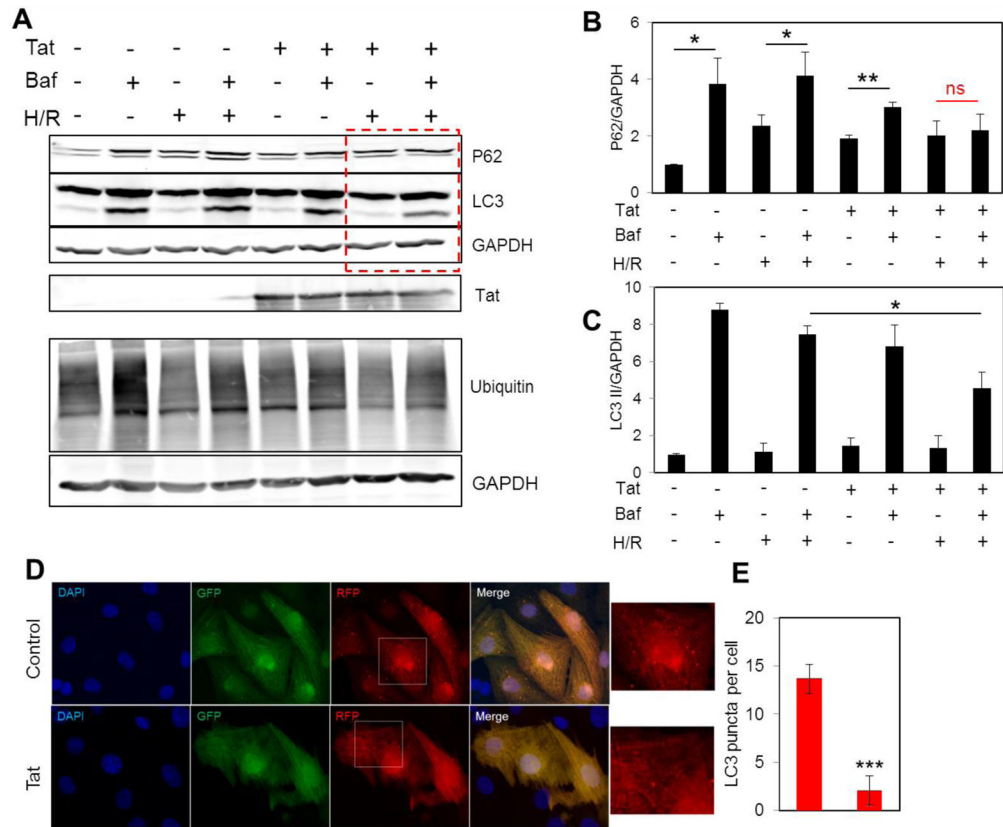 A
Tat - - - - + + + +
Baf - + - + - + - +
H/R - - + + - - + +
P62
LC3
GAPDH
Tat
Ubiquitin
GAPDH
B
P62/GAPDH
6
4
2
0
* * ** ns
Tat - - - - + + + +
Baf - + - + - + - +
H/R - - + + - - + +
C
LC3 II/GAPDH
10
8
6
4
2
0
*
Tat - - - - + + + +
Baf - + - + - + - +
H/R - - + + - - + +
D
Control
DAPI GFP RFP Merge
Tat
DAPI GFP RFP Merge
E
LC3 puncta per cell
20
15
10
5
0
***